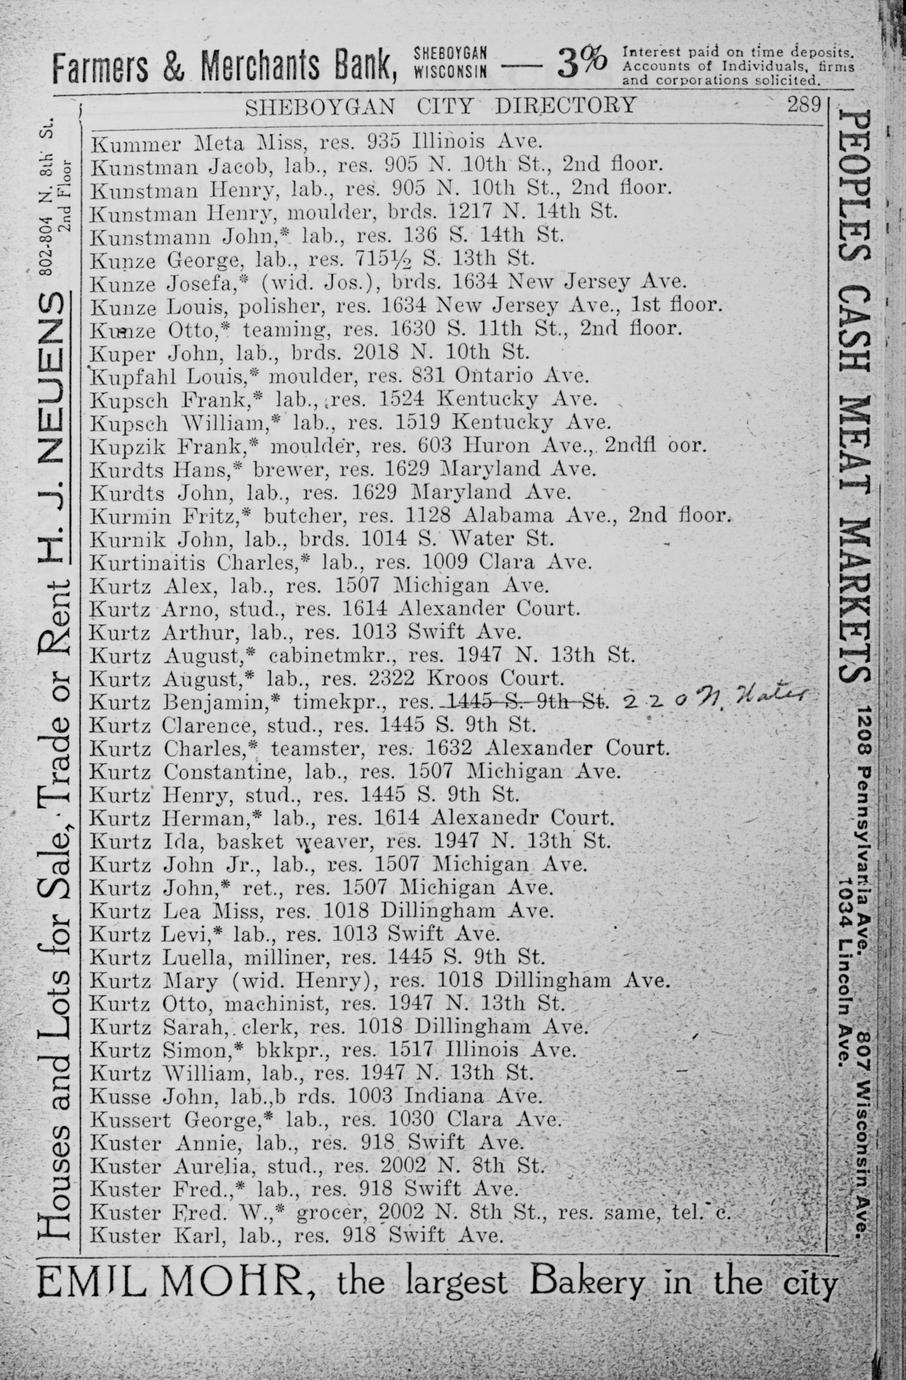 Farmers & Merchants Bank, SHEBOYGAN WISCONSIN — 3% Interest paid on time deposits. Accounts of Individuals, firms and corporations solicited.
SHEBOYGAN CITY DIRECTORY 289
Kummer Meta Miss, res. 935 Illinois Ave.
Kunstman Jacob, lab., res. 905 N. 10th St., 2nd floor.
Kunstman Henry, lab., res. 905 N. 10th St., 2nd floor.
Kunstman Henry, moulder, brds. 1217 N. 14th St.
Kunstmann John,* lab., res. 136 S. 14th St.
Kunze George, lab., res. 715½ S. 13th St.
Kunze Josefa,* (wid. Jos.), brds. 1634 New Jersey Ave.
Kunze Louis, polisher, res. 1634 New Jersey Ave., 1st floor.
Kunze Otto,* teaming, res. 1630 S. 11th St., 2nd floor.
Kuper John, lab., brds. 2018 N. 10th St.
Kupfahl Louis,* moulder, res. 831 Ontario Ave.
Kupsch Frank,* lab., res. 1524 Kentucky Ave.
Kupsch William,* lab., res. 1519 Kentucky Ave.
Kupzik Frank,* moulder, res. 603 Huron Ave., 2ndfl oor.
Kurdts Hans,* brewer, res. 1629 Maryland Ave.
Kurdts John, lab., res. 1629 Maryland Ave.
Kurmin Fritz,* butcher, res. 1128 Alabama Ave., 2nd floor.
Kurnik John, lab., brds. 1014 S. Water St.
Kurtinaitis Charles,* lab., res. 1009 Clara Ave.
Kurtz Alex, lab., res. 1507 Michigan Ave.
Kurtz Arno, stud., res. 1614 Alexander Court.
Kurtz Arthur, lab., res. 1013 Swift Ave.
Kurtz August,* cabinetmkr., res. 1947 N. 13th St.
Kurtz August,* lab., res. 2322 Kroos Court.
Kurtz Benjamin,* timekpr., res. 1445 S. 9th St. 220 N. Water
Kurtz Clarence, stud., res. 1445 S. 9th St.
Kurtz Charles,* teamster, res. 1632 Alexander Court.
Kurtz Constantine, lab., res. 1507 Michigan Ave.
Kurtz Henry, stud., res. 1445 S. 9th St.
Kurtz Herman,* lab., res. 1614 Alexanedr Court.
Kurtz Ida, basket weaver, res. 1947 N. 13th St.
Kurtz John Jr., lab., res. 1507 Michigan Ave.
Kurtz John,* ret., res. 1507 Michigan Ave.
Kurtz Lea Miss, res. 1018 Dillingham Ave.
Kurtz Levi,* lab., res. 1013 Swift Ave.
Kurtz Luella, milliner, res. 1445 S. 9th St.
Kurtz Mary (wid. Henry), res. 1018 Dillingham Ave.
Kurtz Otto, machinist, res. 1947 N. 13th St.
Kurtz Sarah, clerk, res. 1018 Dillingham Ave.
Kurtz Simon,* bkkpr., res. 1517 Illinois Ave.
Kurtz William, lab., res. 1947 N. 13th St.
Kusse John, lab.,b rds. 1003 Indiana Ave.
Kussert George,* lab., res. 1030 Clara Ave.
Kuster Annie, lab., res. 918 Swift Ave.
Kuster Aurelia, stud., res. 2002 N. 8th St.
Kuster Fred.,* lab., res. 918 Swift Ave.
Kuster Fred. W.,* grocer, 2002 N. 8th St., res. same, tel. c.
Kuster Karl, lab., res. 918 Swift Ave.
Houses and Lots for Sale, Trade or Rent H. J. NEUENS 802-804 N. 8th St. 2nd Floor
PEOPLES CASH MEAT MARKETS 1208 Pennsylvania Ave. 807 Wisconsin Ave.
1034 Lincoln Ave.
EMIL MOHR, the largest Bakery in the city